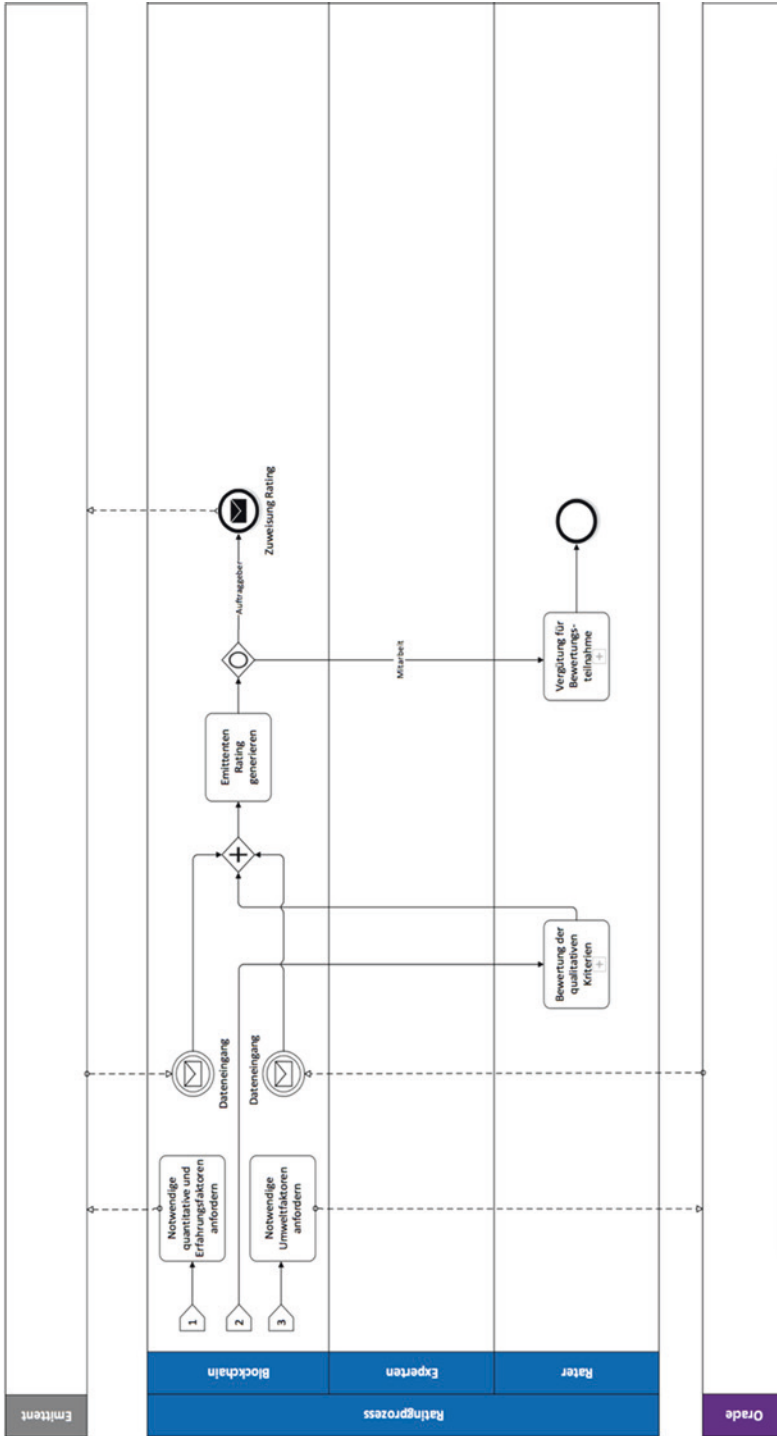 Emittent
Ratingprozess
Blockchain
Experten
Rater
Orade
1
2
3
Notwendige
quantitative und
Erfahrungsfaktoren
anfordern
Notwendige
Umweltfaktoren
anfordern
Dateneingang
Dateneingang
Bewertung der
qualitativen
Kriterien
Emittenten
Rating
generieren
Auftraggeber
Mitarbeit
Zuweisung Rating
Vergütung für
Bewertungs-
teilnahme